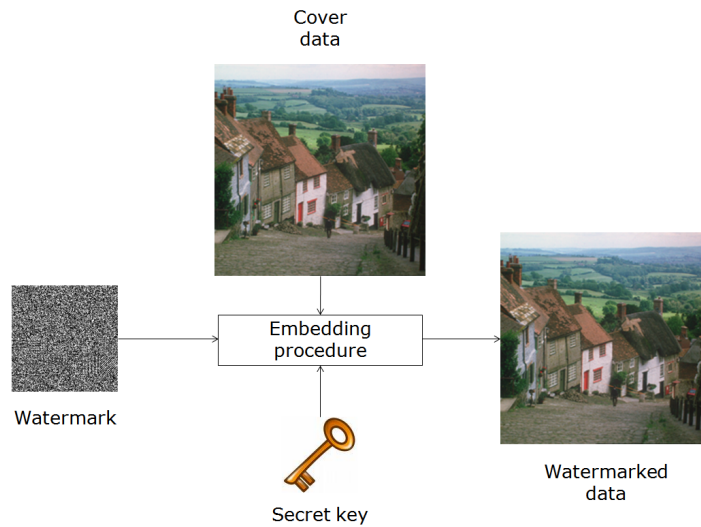 Cover
data
Embedding
procedure
Watermark
Secret key
Watermarked
data